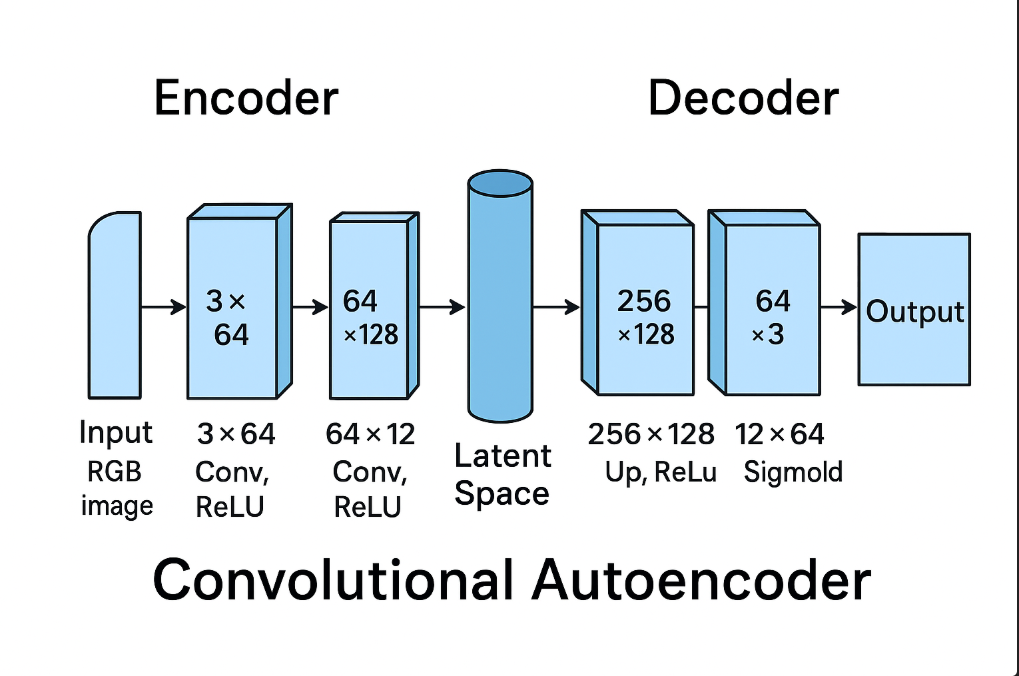 Encoder
Decoder
3×
64
64
×128
256
×128
64
×3
Output
Input
RGB
image
3×64
Conv,
ReLU
64×12
Conv,
ReLU
Latent
Space
256×128
Up, ReLu
12×64
Sigmold
Convolutional Autoencoder